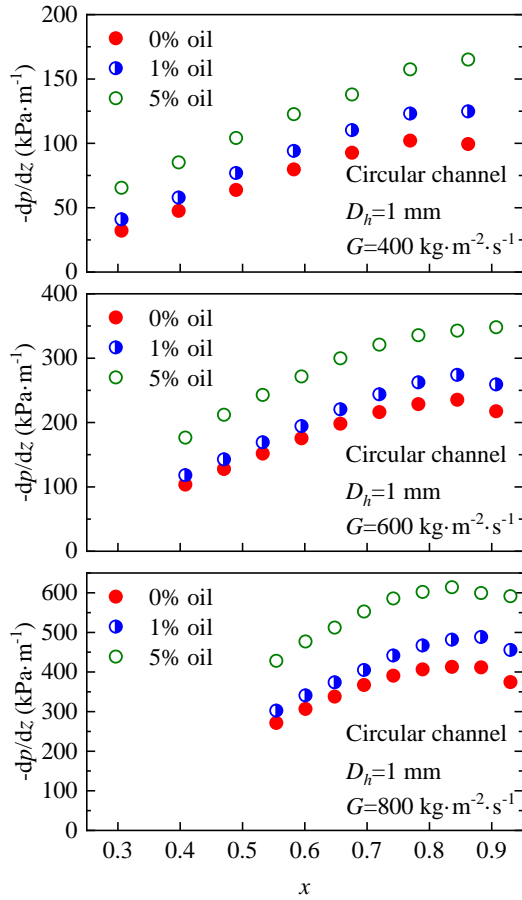 200
150
100
50
0
-dp/dz (kPa·m⁻¹)
0% oil
1% oil
5% oil
Circular channel
Dₕ=1 mm
G=400 kg·m⁻²·s⁻¹
400
300
200
100
0
-dp/dz (kPa·m⁻¹)
0% oil
1% oil
5% oil
Circular channel
Dₕ=1 mm
G=600 kg·m⁻²·s⁻¹
600
500
400
300
200
100
0
-dp/dz (kPa·m⁻¹)
0% oil
1% oil
5% oil
Circular channel
Dₕ=1 mm
G=800 kg·m⁻²·s⁻¹
0.3 0.4 0.5 0.6 0.7 0.8 0.9
x